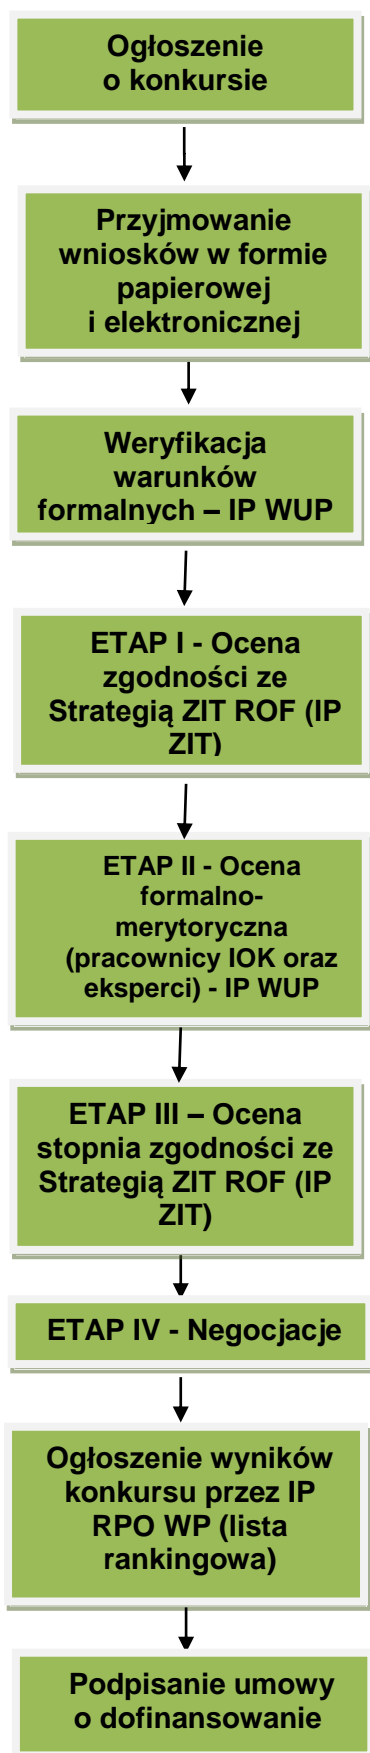 Ogłoszenie
o konkursie
Przyjmowanie
wniosków w formie
papierowej
i elektronicznej
Weryfikacja
warunków
formalnych – IP WUP
ETAP I - Ocena
zgodności ze
Strategią ZIT ROF (IP
ZIT)
ETAP II - Ocena
formalno-
merytoryczna
(pracownicy IOK oraz
eksperci) - IP WUP
ETAP III – Ocena
stopnia zgodności ze
Strategią ZIT ROF (IP
ZIT)
ETAP IV - Negocjacje
Ogłoszenie wyników
konkursu przez IP
RPO WP (lista
rankingowa)
Podpisanie umowy
o dofinansowanie